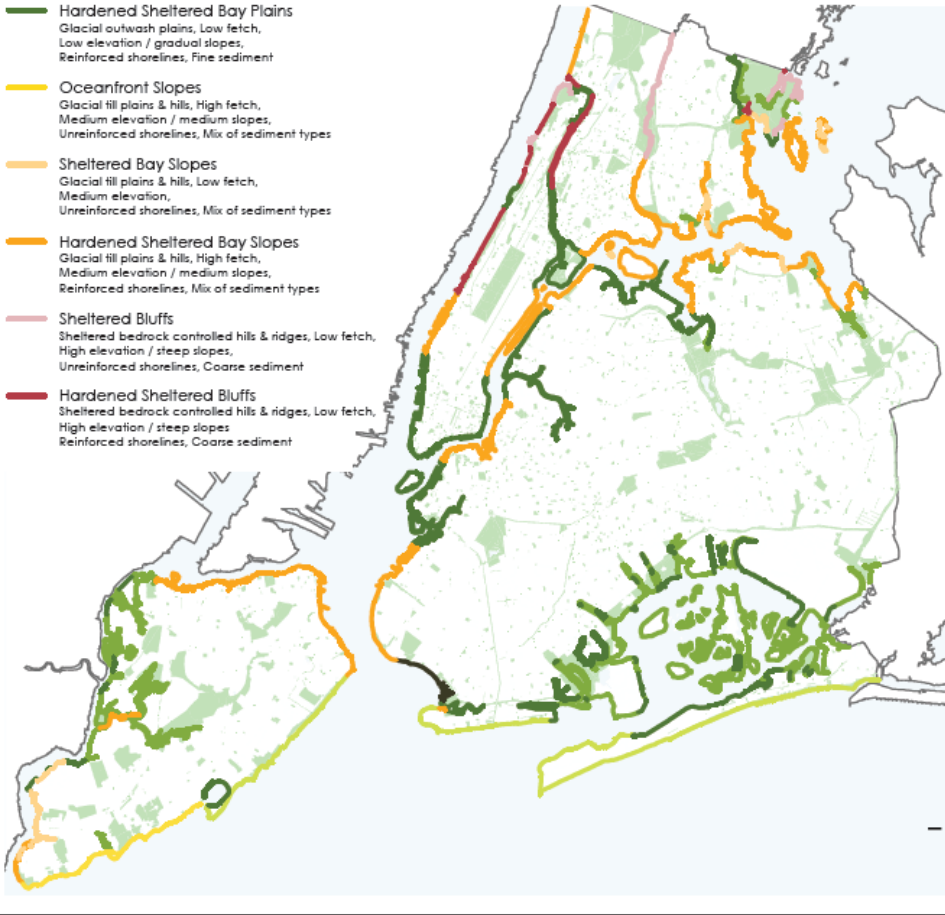 Hardened Sheltered Bay Plains
Glacial outwash plains, Low fetch,
Low elevation / gradual slopes,
Reinforced shorelines, Fine sediment
Oceanfront Slopes
Glacial till plains & hills, High fetch,
Medium elevation / medium slopes,
Unreinforced shorelines, Mix of sediment types
Sheltered Bay Slopes
Glacial till plains & hills, Low fetch,
Medium elevation,
Unreinforced shorelines, Mix of sediment types
Hardened Sheltered Bay Slopes
Glacial till plains & hills, High fetch,
Medium elevation / medium slopes,
Reinforced shorelines, Mix of sediment types
Sheltered Bluffs
Sheltered bedrock controlled hills & ridges, Low fetch,
High elevation / steep slopes,
Unreinforced shorelines, Coarse sediment
Hardened Sheltered Bluffs
Sheltered bedrock controlled hills & ridges, Low fetch,
High elevation / steep slopes
Reinforced shorelines, Coarse sediment